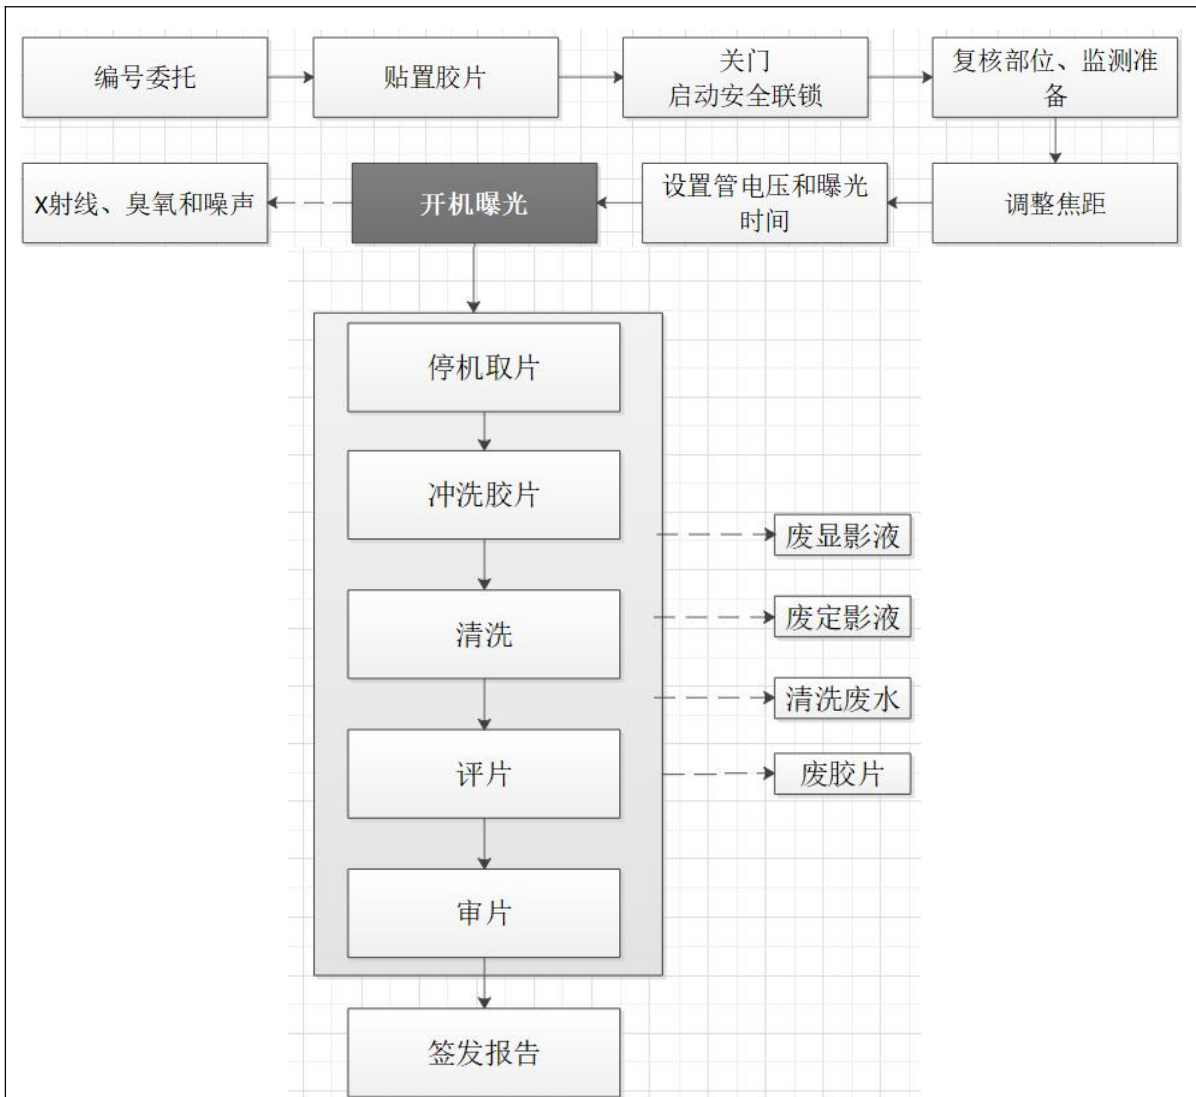 编号委托
贴置胶片
关门
启动安全联锁
复核部位、监测准
备
X射线、臭氧和噪声
开机曝光
设置管电压和曝光
时间
调整焦距
停机取片
冲洗胶片
废显影液
清洗
废定影液
清洗废水
评片
废胶片
审片
签发报告